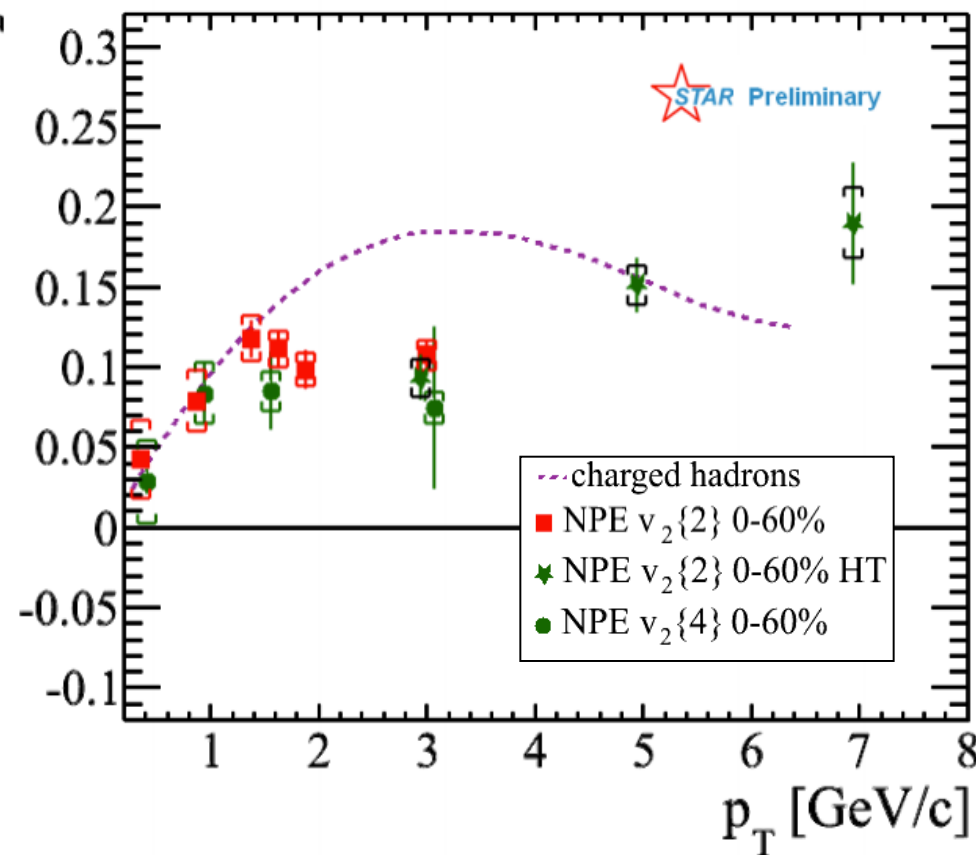 0.3
0.25
0.2
0.15
0.1
0.05
0
-0.05
-0.1
STAR Preliminary
charged hadrons
NPE v2{2} 0-60%
NPE v2{2} 0-60% HT
NPE v2{4} 0-60%
1 2 3 4 5 6 7 8
pT [GeV/c]